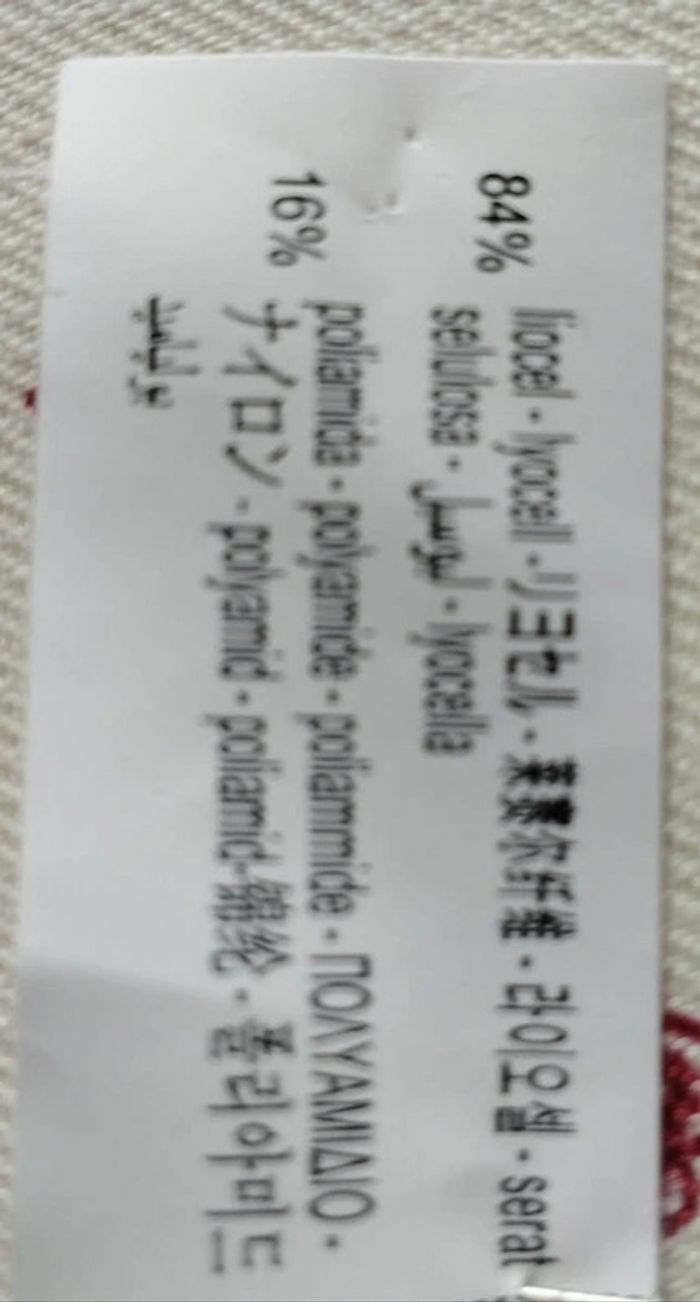 84% liocel - lyocell - リヨセル - 莱赛尔纤维 - 라이오셀 - serat
selulosa - ليوسيل - lyocella
16% poliamida - polyamide - poliammide - ΠΟΛΥΑΜΙΔΙΟ -
ナイロン - polyamid - poliamid-锦纶 - 폴리아미드
بولياميد